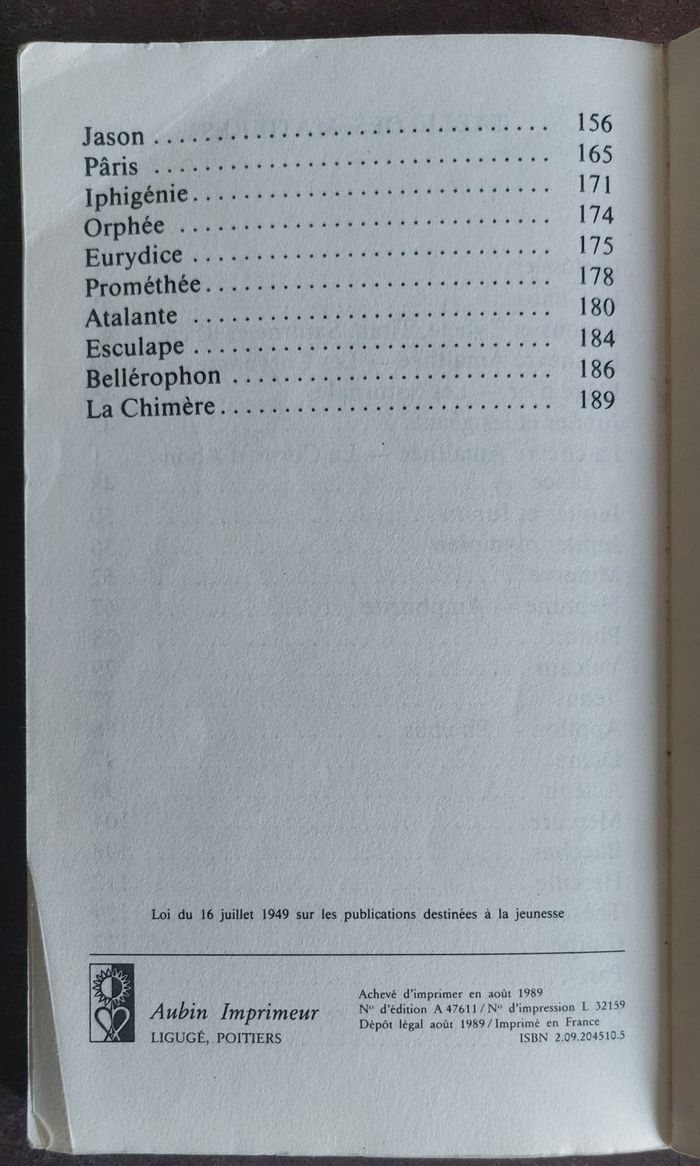 Jason .............................. 156
Pâris .............................. 165
Iphigénie .............................. 171
Orphée .............................. 174
Eurydice .............................. 175
Prométhée .............................. 178
Atalante .............................. 180
Esculape .............................. 184
Bellérophon .............................. 186
La Chimère .............................. 189
Loi du 16 juillet 1949 sur les publications destinées à la jeunesse
Aubin Imprimeur
LIGUGÉ, POITIERS
Achevé d'imprimer en août 1989
Nº d'édition A 47611 / Nº d'impression L 32159
Dépôt légal août 1989 / Imprimé en France
ISBN 2.09.204510.5